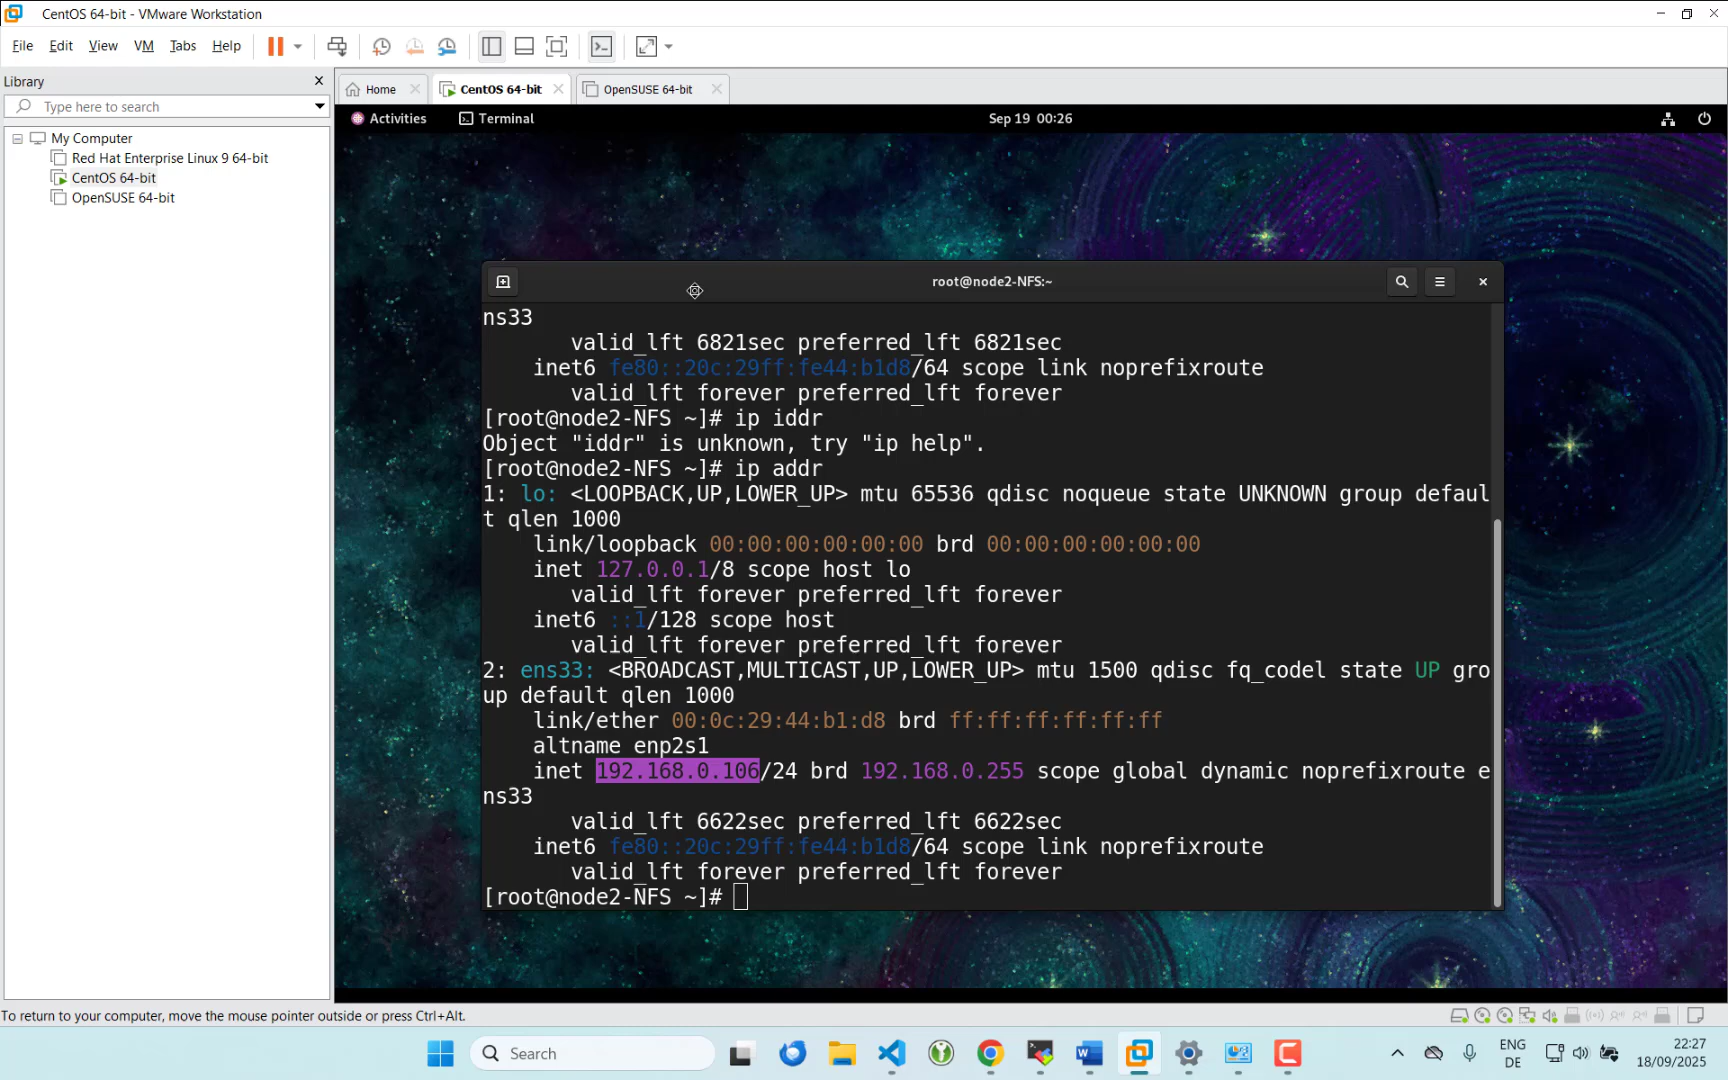 CentOS 64-bit - VMware Workstation
File Edit View VM Tabs Help
Library
Type here to search
My Computer
Red Hat Enterprise Linux 9 64-bit
CentOS 64-bit
OpenSUSE 64-bit
Home CentOS 64-bit OpenSUSE 64-bit
Activities Terminal Sep 19 00:26
root@node2-NFS:~
ns33
valid_lft 6821sec preferred_lft 6821sec
inet6 fe80::20c:29ff:fe44:b1d8/64 scope link noprefixroute
valid_lft forever preferred_lft forever
[root@node2-NFS ~]# ip iddr
Object "iddr" is unknown, try "ip help".
[root@node2-NFS ~]# ip addr
1: lo: <LOOPBACK,UP,LOWER_UP> mtu 65536 qdisc noqueue state UNKNOWN group defaul
t qlen 1000
link/loopback 00:00:00:00:00:00 brd 00:00:00:00:00:00
inet 127.0.0.1/8 scope host lo
valid_lft forever preferred_lft forever
inet6 ::1/128 scope host
valid_lft forever preferred_lft forever
2: ens33: <BROADCAST,MULTICAST,UP,LOWER_UP> mtu 1500 qdisc fq_codel state UP gro
up default qlen 1000
link/ether 00:0c:29:44:b1:d8 brd ff:ff:ff:ff:ff:ff
altname enp2s1
inet 192.168.0.106/24 brd 192.168.0.255 scope global dynamic noprefixroute e
ns33
valid_lft 6622sec preferred_lft 6622sec
inet6 fe80::20c:29ff:fe44:b1d8/64 scope link noprefixroute
valid_lft forever preferred_lft forever
[root@node2-NFS ~]#
To return to your computer, move the mouse pointer outside or press Ctrl+Alt.
Search
ENG
DE
22:27
18/09/2025